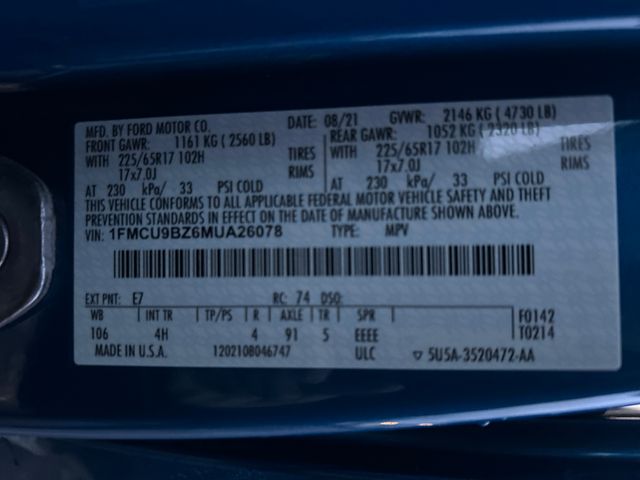 MFD. BY FORD MOTOR CO. DATE: 08/21 GVWR: 2146 KG ( 4730 LB)
FRONT GAWR: 1161 KG ( 2560 LB) REAR GAWR: 1052 KG ( 2320 LB)
WITH 225/65R17 102H TIRES WITH 225/65R17 102H TIRES
17x7.0J RIMS 17x7.0J RIMS
AT 230 kPa/ 33 PSI COLD AT 230 kPa/ 33 PSI COLD
THIS VEHICLE CONFORMS TO ALL APPLICABLE FEDERAL MOTOR VEHICLE SAFETY AND THEFT
PREVENTION STANDARDS IN EFFECT ON THE DATE OF MANUFACTURE SHOWN ABOVE.
VIN: 1FMCU9BZ6MUA26078 TYPE: MPV
EXT PNT: E7 RC: 74 DSO:
WB INT TR TP/PS R AXLE TR SPR F0142
106 4H 4 91 5 EEEE T0214
MADE IN U.S.A. 1202108046747 ULC ▽ 5U5A-3520472-AA